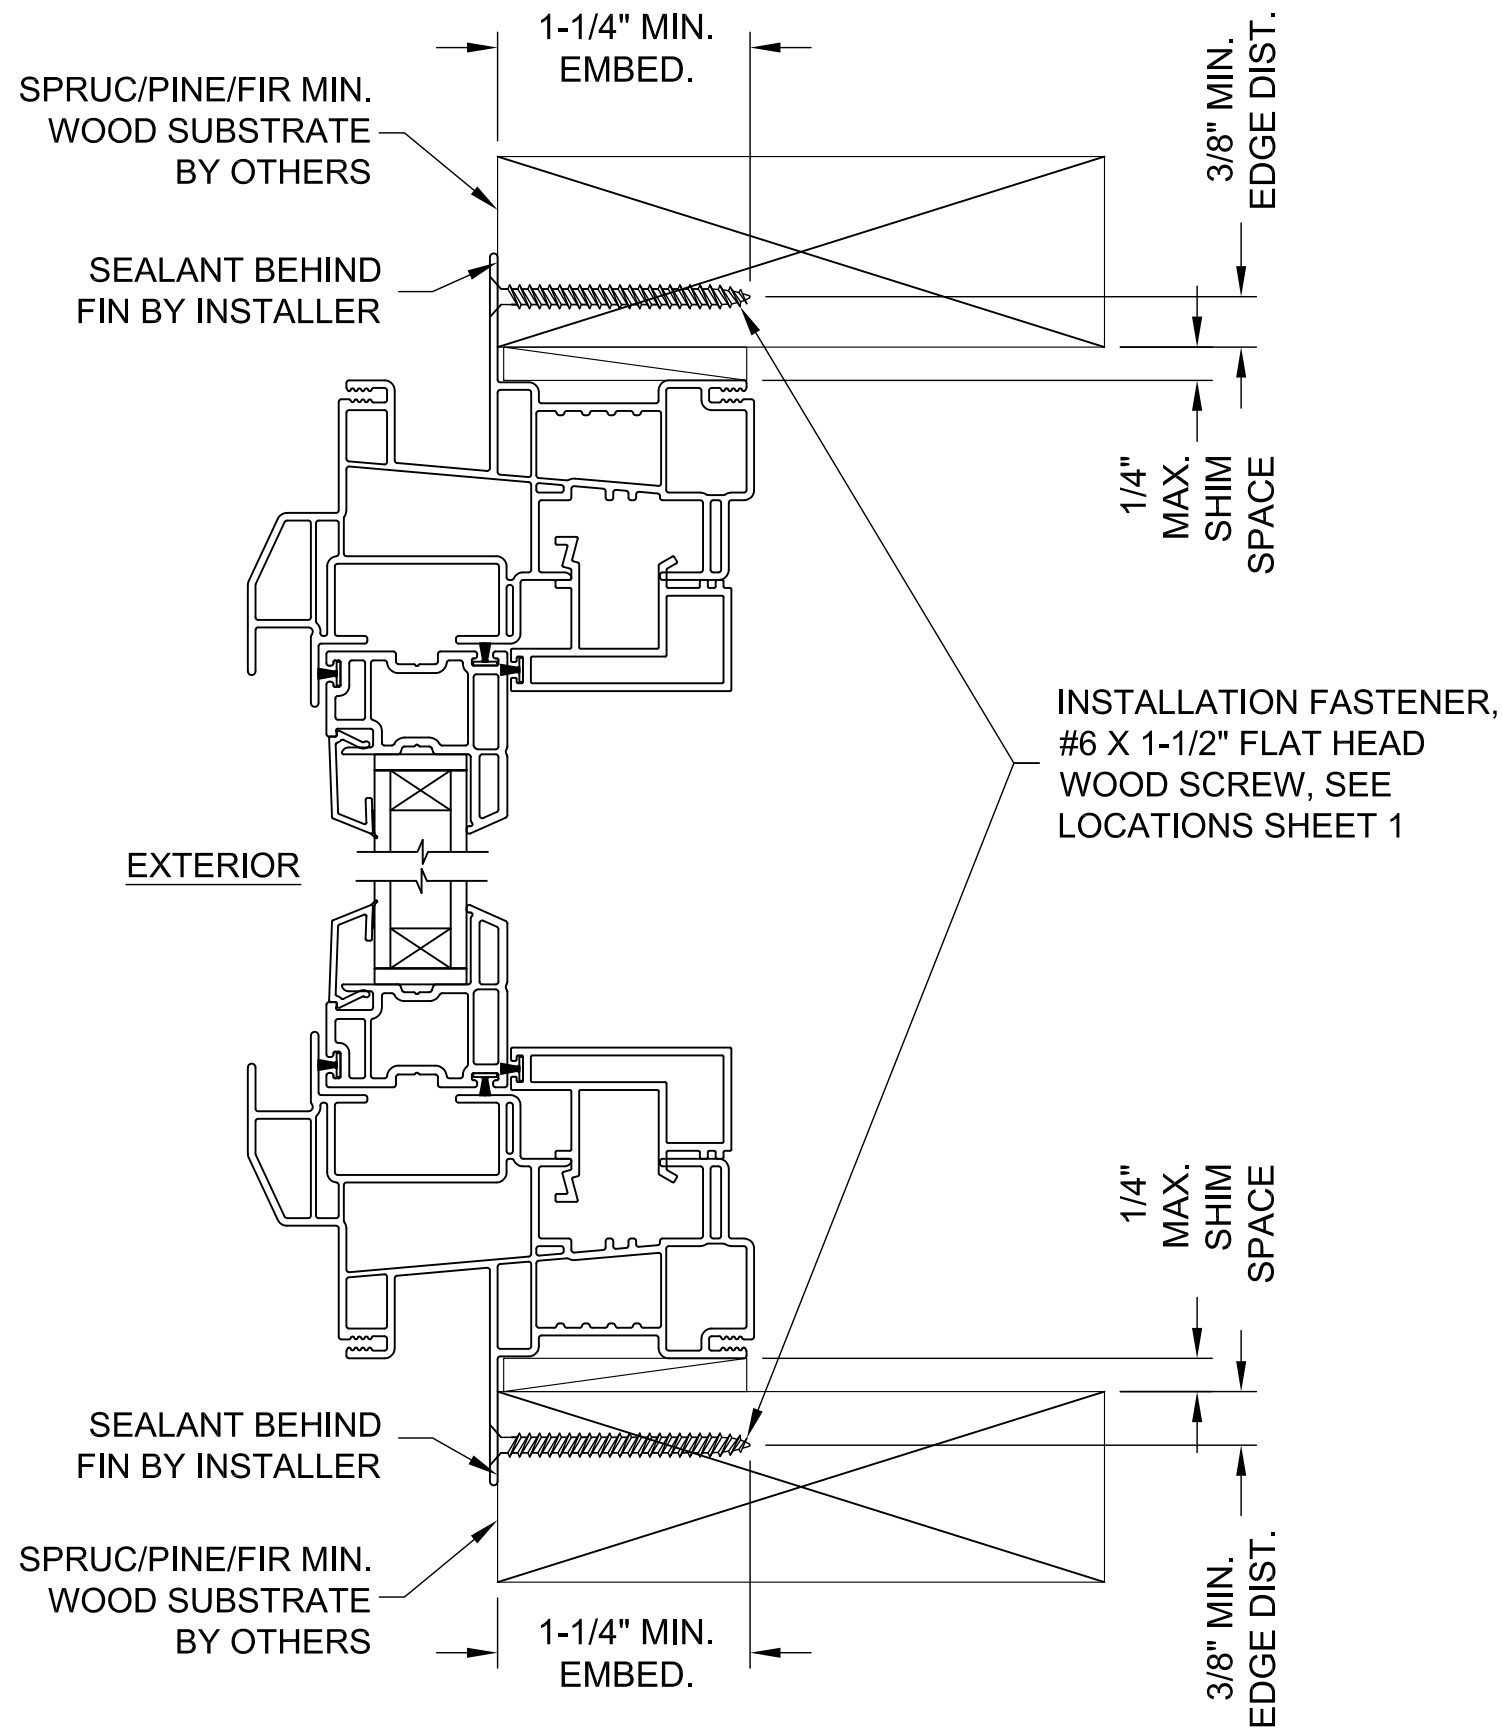 1-1/4" MIN.
EMBED.
3/8" MIN.
EDGE DIST.
SPRUC/PINE/FIR MIN.
WOOD SUBSTRATE
BY OTHERS
SEALANT BEHIND
FIN BY INSTALLER
1/4"
MAX.
SHIM
SPACE
INSTALLATION FASTENER,
#6 X 1-1/2" FLAT HEAD
WOOD SCREW, SEE
LOCATIONS SHEET 1
EXTERIOR
1/4"
MAX.
SHIM
SPACE
SEALANT BEHIND
FIN BY INSTALLER
SPRUC/PINE/FIR MIN.
WOOD SUBSTRATE
BY OTHERS
1-1/4" MIN.
EMBED.
3/8" MIN.
EDGE DIST.